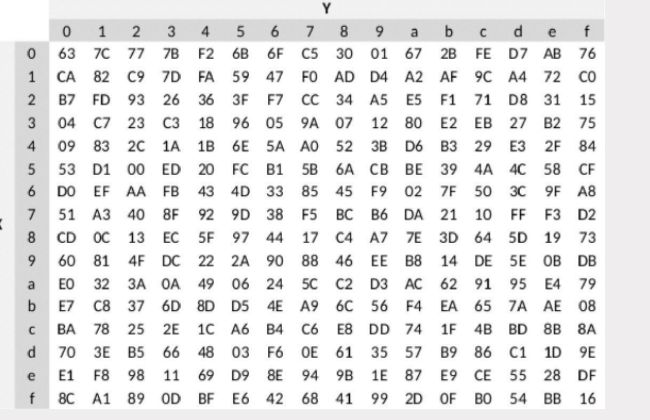 Y
0 1 2 3 4 5 6 7 8 9 a b c d e f
0 63 7C 77 7B F2 6B 6F C5 30 01 67 2B FE D7 AB 76
1 CA 82 C9 7D FA 59 47 F0 AD D4 A2 AF 9C A4 72 C0
2 B7 FD 93 26 36 3F F7 CC 34 A5 E5 F1 71 D8 31 15
3 04 C7 23 C3 18 96 05 9A 07 12 80 E2 EB 27 B2 75
4 09 83 2C 1A 1B 6E 5A A0 52 3B D6 B3 29 E3 2F 84
5 53 D1 00 ED 20 FC B1 5B 6A CB BE 39 4A 4C 58 CF
6 D0 EF AA FB 43 4D 33 85 45 F9 02 7F 50 3C 9F A8
7 51 A3 40 8F 92 9D 38 F5 BC B6 DA 21 10 FF F3 D2
8 CD 0C 13 EC 5F 97 44 17 C4 A7 7E 3D 64 5D 19 73
9 60 81 4F DC 22 2A 90 88 46 EE B8 14 DE 5E 0B DB
a E0 32 3A 0A 49 06 24 5C C2 D3 AC 62 91 95 E4 79
b E7 C8 37 6D 8D D5 4E A9 6C 56 F4 EA 65 7A AE 08
c BA 78 25 2E 1C A6 B4 C6 E8 DD 74 1F 4B BD 8B 8A
d 70 3E B5 66 48 03 F6 0E 61 35 57 B9 86 C1 1D 9E
e E1 F8 98 11 69 D9 8E 94 9B 1E 87 E9 CE 55 28 DF
f 8C A1 89 0D BF E6 42 68 41 99 2D 0F B0 54 BB 16